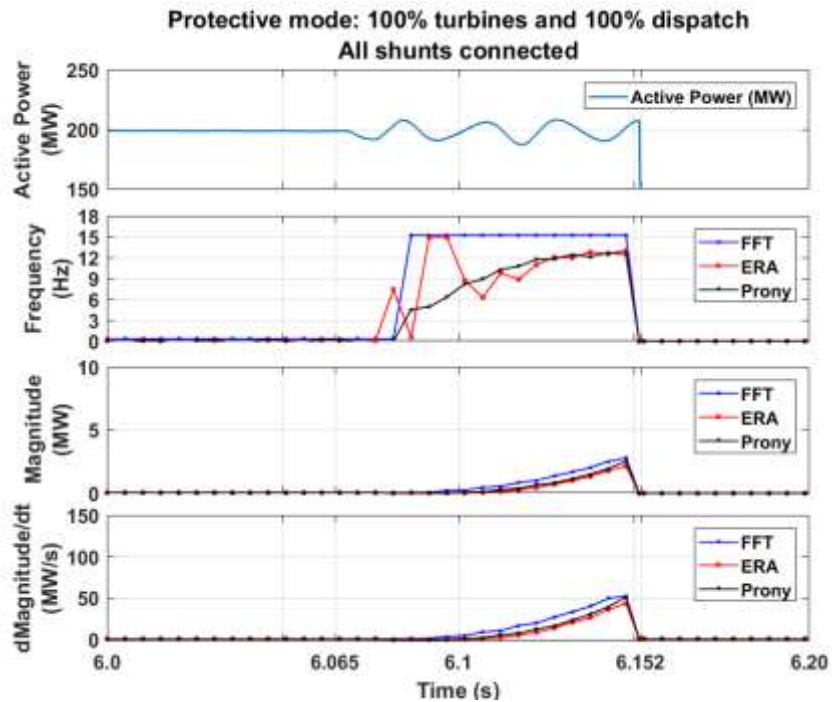 Protective mode: 100% turbines and 100% dispatch
All shunts connected
Active Power
(MW)
250
200
150
Active Power (MW)
Frequency
(Hz)
18
15
12
9
6
3
0
FFT
ERA
Prony
Magnitude
(MW)
10
5
0
FFT
ERA
Prony
dMagnitude/dt
(MW/s)
150
100
50
0
FFT
ERA
Prony
6.0 6.065 6.1 6.152 6.20
Time (s)